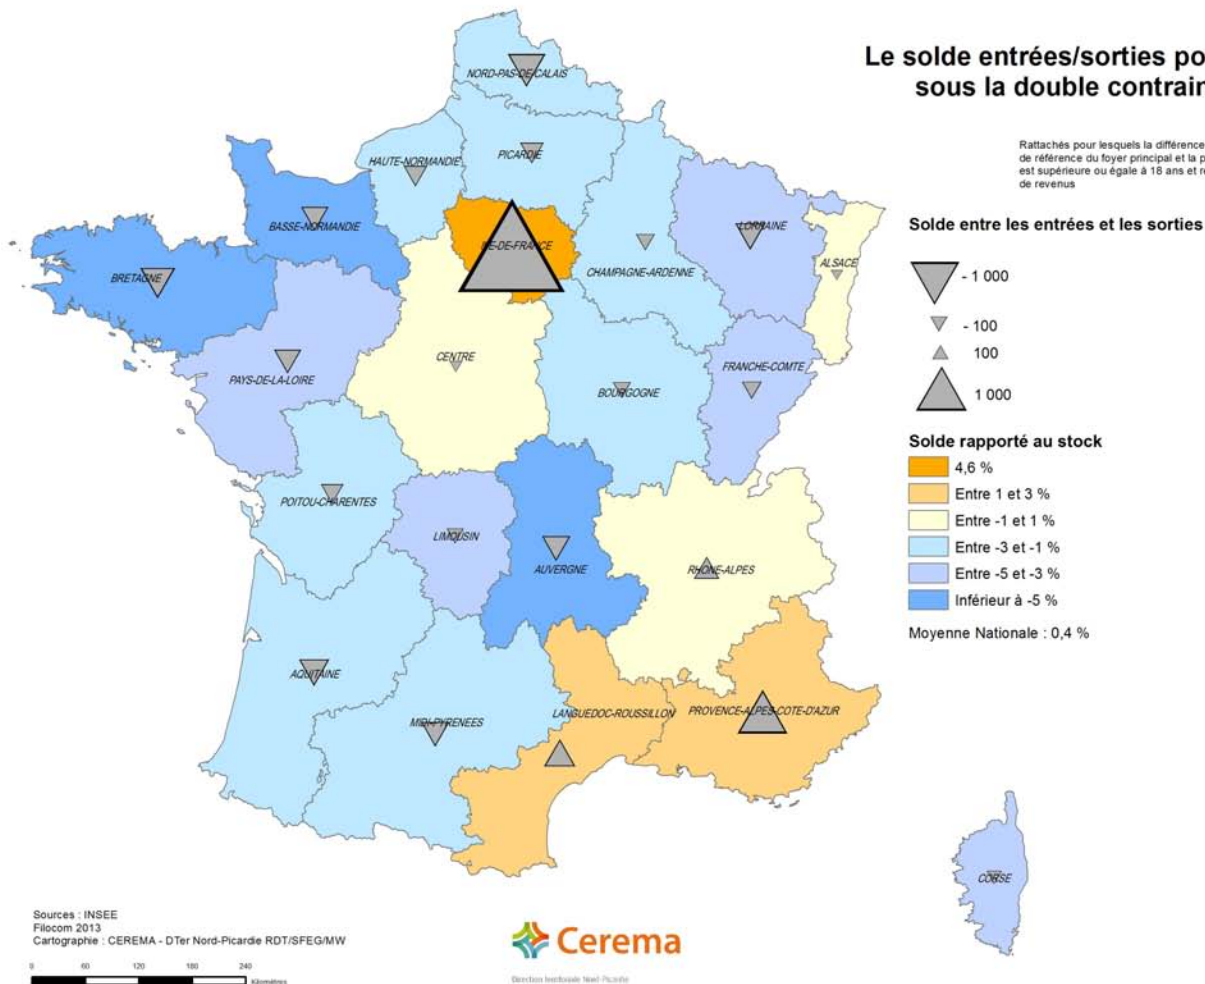 Le solde entrées/sorties po
sous la double contrain
Rattachés pour lesquels la différence
de référence du foyer principal et la p
est supérieure ou égale à 18 ans et re
de revenus
Solde entre les entrées et les sorties
- 1 000
- 100
100
1 000
Solde rapporté au stock
4,6 %
Entre 1 et 3 %
Entre -1 et 1 %
Entre -3 et -1 %
Entre -5 et -3 %
Inférieur à -5 %
Moyenne Nationale : 0,4 %
NORD-PAS-DE-CALAIS
PICARDIE
HAUTE-NORMANDIE
BASSE-NORMANDIE
ILE-DE-FRANCE
LORRAINE
ALSACE
CHAMPAGNE-ARDENNE
BRETAGNE
PAYS-DE-LA-LOIRE
CENTRE
BOURGOGNE
FRANCHE-COMTE
POITOU-CHARENTES
LIMOUSIN
AUVERGNE
RHONE-ALPES
AQUITAINE
MIDI-PYRENEES
LANGUEDOC-ROUSSILLON
PROVENCE-ALPES-COTE-D'AZUR
CORSE
Sources : INSEE
Filocom 2013
Cartographie : CEREMA - DTer Nord-Picardie RDT/SFEG/MW
0 60 120 180 240
Kilomètres
Cerema
Direction territoriale Nord-Picardie